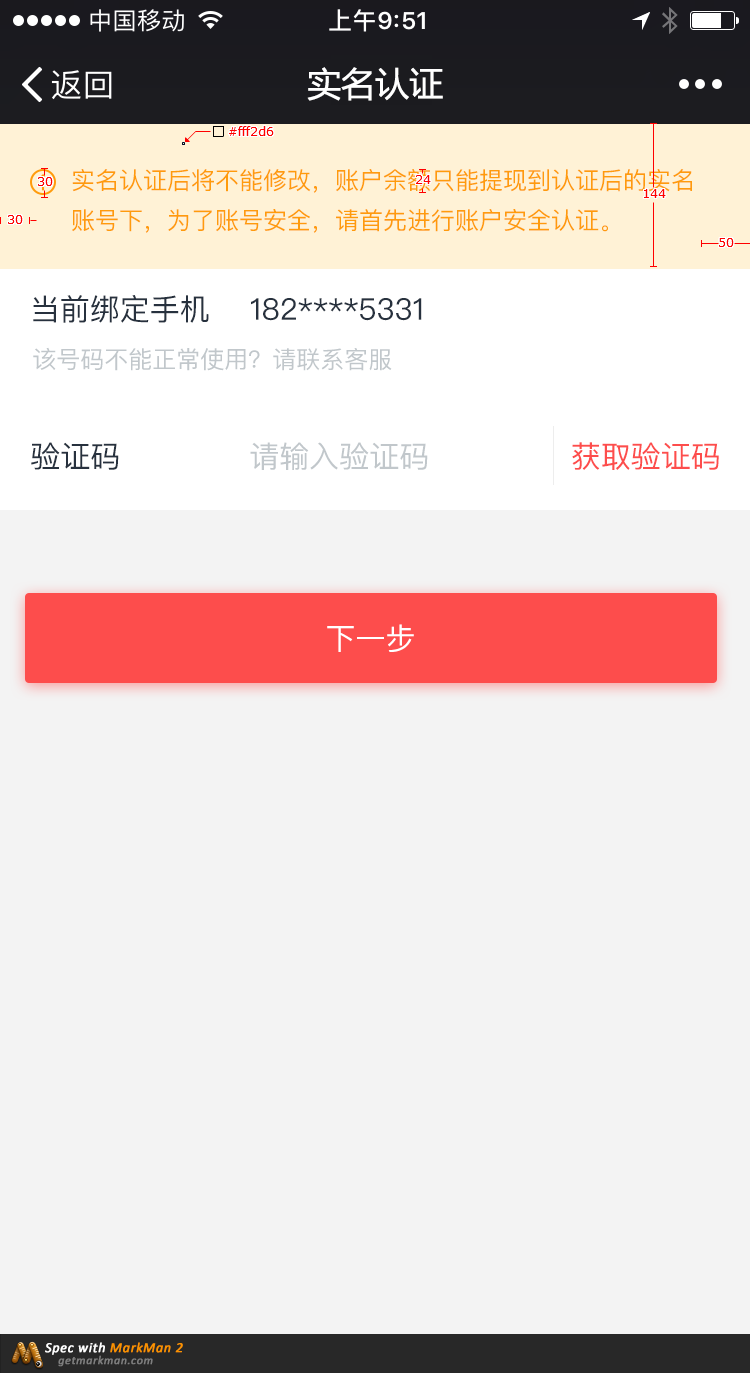 中国移动 上午9:51
返回 实名认证
#fff2d6
30 实名认证后将不能修改，账户余额只能提现到认证后的实名
24
144
30 账号下，为了账号安全，请首先进行账户安全认证。
50
当前绑定手机 182****5331
该号码不能正常使用？请联系客服
验证码 请输入验证码 获取验证码
下一步
Spec with MarkMan 2
getmarkman.com